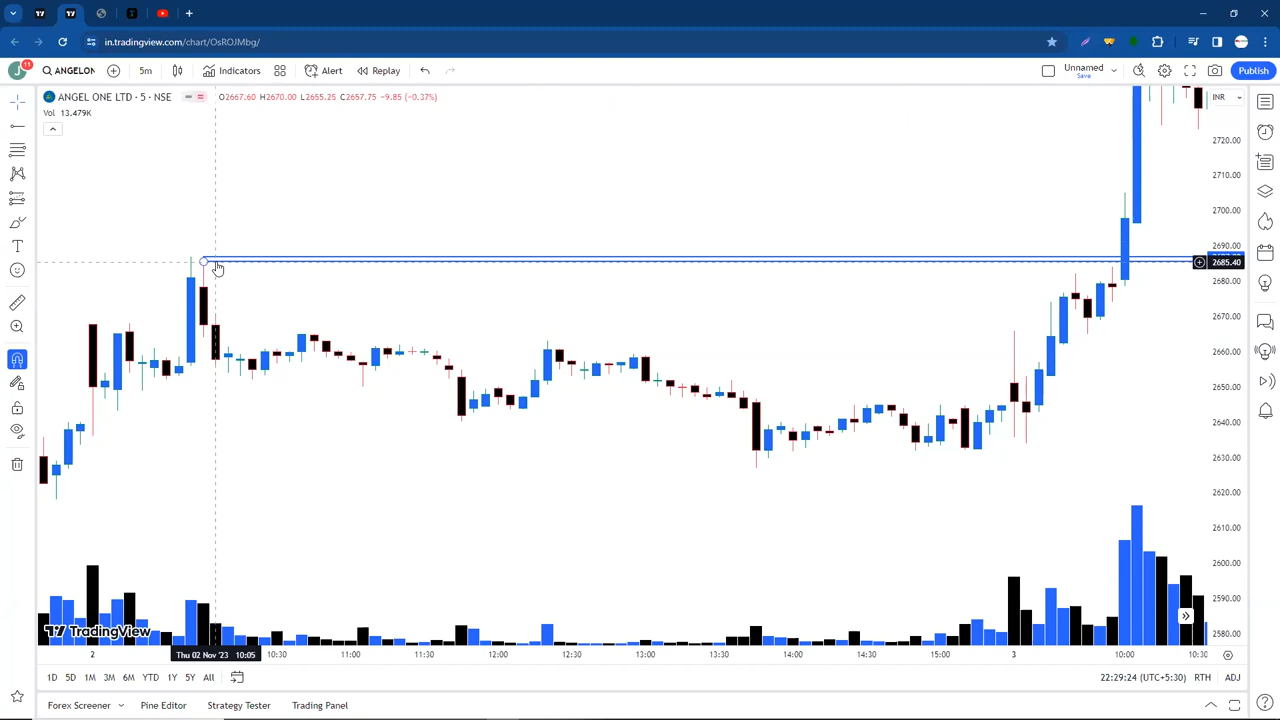 in.tradingview.com/chart/OsROJMbg/
J
11
ANGELON
5m
Indicators
Alert
Replay
Unnamed
Save
Publish
ANGEL ONE LTD · 5 · NSE
O2667.60 H2670.00 L2655.25 C2657.75 −9.85 (−0.37%)
INR
Vol 13.479K
2720.00
2710.00
2700.00
2690.00
2685.40
2680.00
2670.00
2660.00
2650.00
2640.00
2630.00
2620.00
2610.00
2600.00
2590.00
2580.00
TradingView
2
Thu 02 Nov '23 10:05
10:30
11:00
11:30
12:00
12:30
13:00
13:30
14:00
14:30
15:00
3
10:00
10:30
1D
5D
1M
3M
6M
YTD
1Y
5Y
All
22:29:24 (UTC+5:30)
RTH
ADJ
Forex Screener
Pine Editor
Strategy Tester
Trading Panel